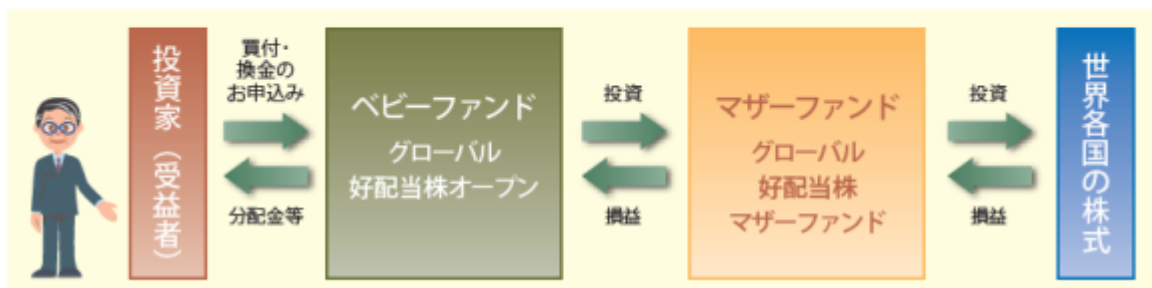 投資家（受益者）
買付・
換金の
お申込み
分配金等
ベビーファンド
グローバル
好配当株オープン
投資
損益
マザーファンド
グローバル
好配当株
マザーファンド
投資
損益
世界各国の株式